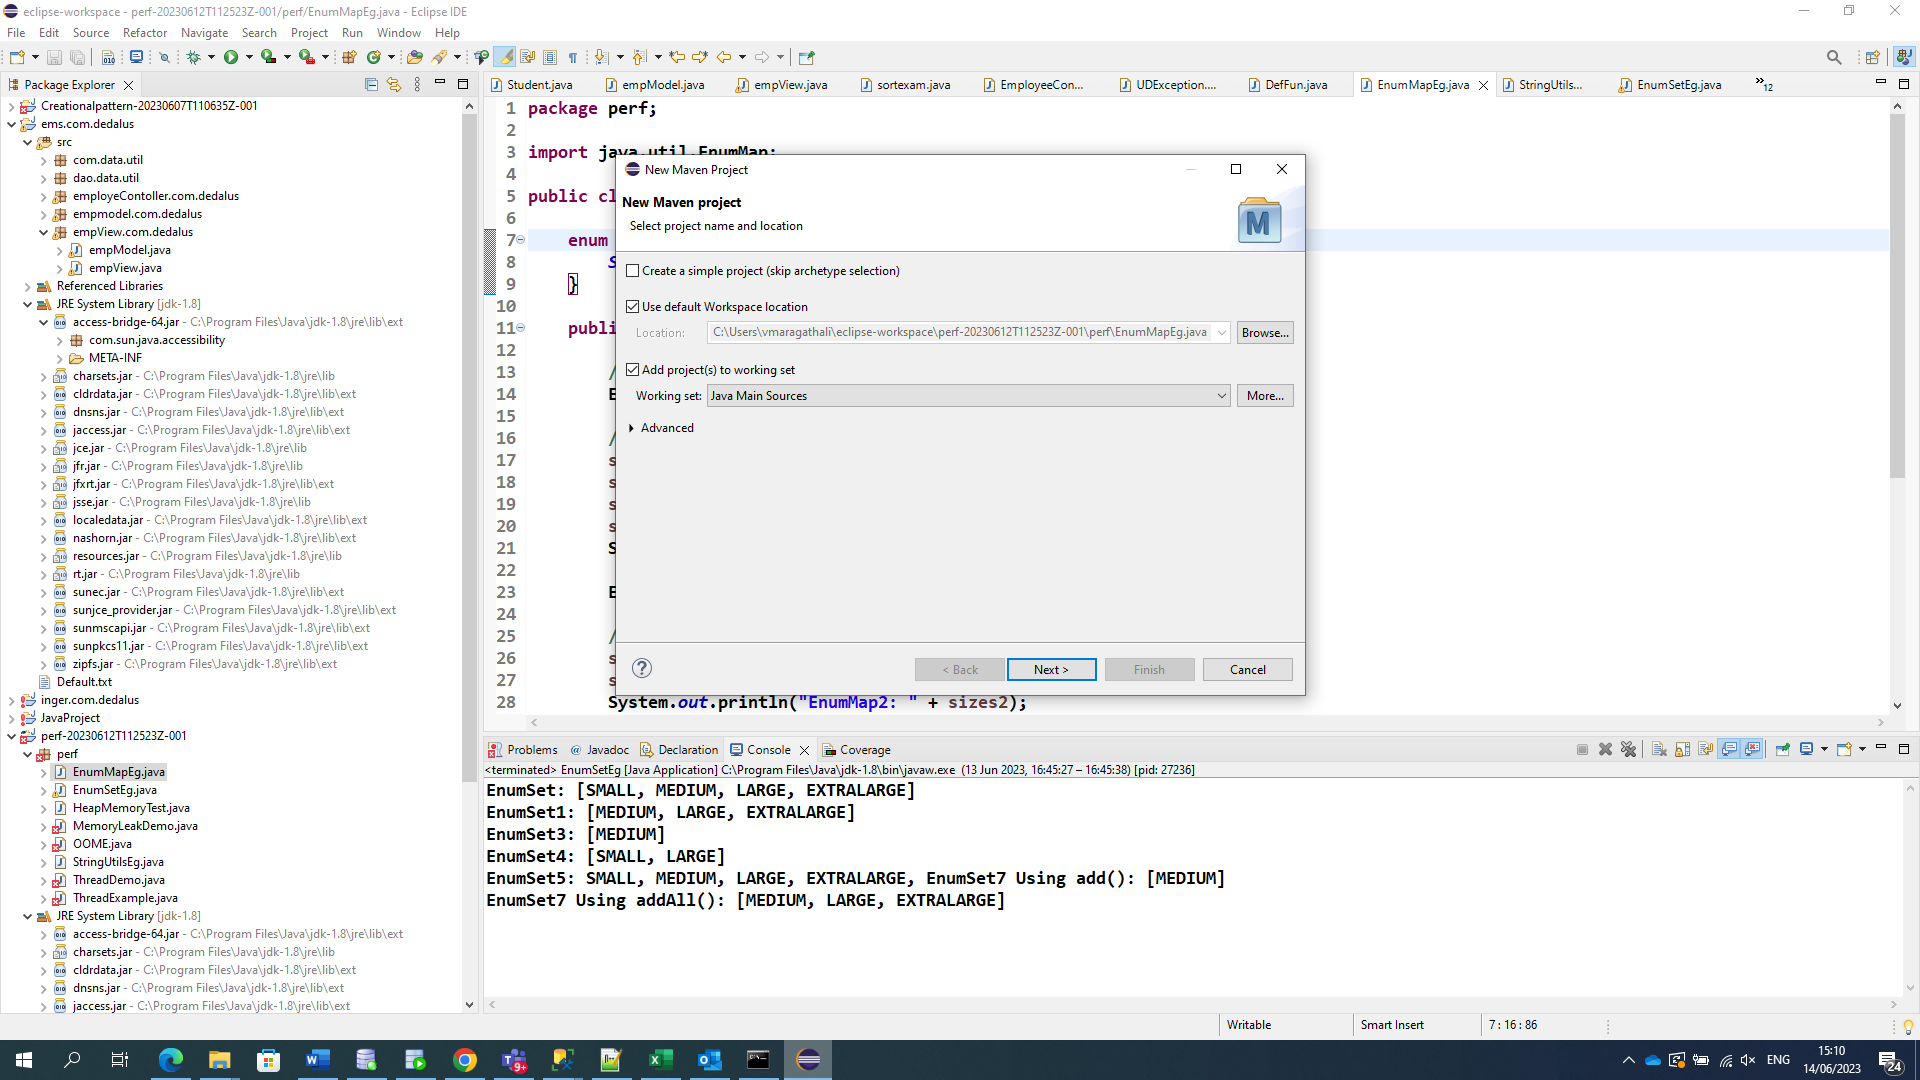 eclipse-workspace - perf-20230612T112523Z-001/perf/EnumMapEg.java - Eclipse IDE
File Edit Source Refactor Navigate Search Project Run Window Help
Package Explorer
Creationalpattern-20230607T110635Z-001
ems.com.dedalus
src
com.data.util
dao.data.util
employeContoller.com.dedalus
empmodel.com.dedalus
empView.com.dedalus
empModel.java
empView.java
Referenced Libraries
JRE System Library [jdk-1.8]
access-bridge-64.jar - C:\Program Files\Java\jdk-1.8\jre\lib\ext
com.sun.java.accessibility
META-INF
charsets.jar - C:\Program Files\Java\jdk-1.8\jre\lib
cldrdata.jar - C:\Program Files\Java\jdk-1.8\jre\lib\ext
dnsns.jar - C:\Program Files\Java\jdk-1.8\jre\lib\ext
jaccess.jar - C:\Program Files\Java\jdk-1.8\jre\lib\ext
jce.jar - C:\Program Files\Java\jdk-1.8\jre\lib
jfr.jar - C:\Program Files\Java\jdk-1.8\jre\lib
jfxrt.jar - C:\Program Files\Java\jdk-1.8\jre\lib\ext
jsse.jar - C:\Program Files\Java\jdk-1.8\jre\lib
localedata.jar - C:\Program Files\Java\jdk-1.8\jre\lib\ext
nashorn.jar - C:\Program Files\Java\jdk-1.8\jre\lib\ext
resources.jar - C:\Program Files\Java\jdk-1.8\jre\lib
rt.jar - C:\Program Files\Java\jdk-1.8\jre\lib
sunec.jar - C:\Program Files\Java\jdk-1.8\jre\lib\ext
sunjce_provider.jar - C:\Program Files\Java\jdk-1.8\jre\lib\ext
sunmscapi.jar - C:\Program Files\Java\jdk-1.8\jre\lib\ext
sunpkcs11.jar - C:\Program Files\Java\jdk-1.8\jre\lib\ext
zipfs.jar - C:\Program Files\Java\jdk-1.8\jre\lib\ext
Default.txt
inger.com.dedalus
JavaProject
perf-20230612T112523Z-001
perf
EnumMapEg.java
EnumSetEg.java
HeapMemoryTest.java
MemoryLeakDemo.java
OOME.java
StringUtilsEg.java
ThreadDemo.java
ThreadExample.java
JRE System Library [jdk-1.8]
access-bridge-64.jar - C:\Program Files\Java\jdk-1.8\jre\lib\ext
charsets.jar - C:\Program Files\Java\jdk-1.8\jre\lib
cldrdata.jar - C:\Program Files\Java\jdk-1.8\jre\lib\ext
dnsns.jar - C:\Program Files\Java\jdk-1.8\jre\lib\ext
jaccess.jar - C:\Program Files\Java\jdk-1.8\jre\lib\ext
Student.java empModel.java empView.java sortexam.java EmployeeCon... UDException.... DefFun.java EnumMapEg.java StringUtils... EnumSetEg.java »12
1 package perf;
2
3 import java.util.EnumMap;
4
5 public cl
6
7 enum
8 S
9 }
10
11 publi
12
13 /
14 E
15
16 /
17 s
18 s
19 s
20 s
21 S
22
23 E
24
25 /
26 s
27 s
28 System.out.println("EnumMap2: " + sizes2);
New Maven Project
New Maven project
Select project name and location
M
Create a simple project (skip archetype selection)
Use default Workspace location
Location: C:\Users\vmaragathali\eclipse-workspace\perf-20230612T112523Z-001\perf\EnumMapEg.java Browse...
Add project(s) to working set
Working set: Java Main Sources More...
Advanced
? < Back Next > Finish Cancel
Problems @ Javadoc Declaration Console Coverage
<terminated> EnumSetEg [Java Application] C:\Program Files\Java\jdk-1.8\bin\javaw.exe (13 Jun 2023, 16:45:27 – 16:45:38) [pid: 27236]
EnumSet: [SMALL, MEDIUM, LARGE, EXTRALARGE]
EnumSet1: [MEDIUM, LARGE, EXTRALARGE]
EnumSet3: [MEDIUM]
EnumSet4: [SMALL, LARGE]
EnumSet5: SMALL, MEDIUM, LARGE, EXTRALARGE, EnumSet7 Using add(): [MEDIUM]
EnumSet7 Using addAll(): [MEDIUM, LARGE, EXTRALARGE]
Writable Smart Insert 7 : 16 : 86
9+
ENG
15:10
14/06/2023
24